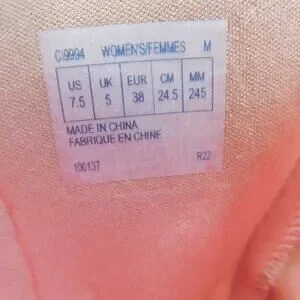 C19994 WOMEN'S/FEMMES M
US UK EUR CM MM
7.5 5 38 24.5 245
MADE IN CHINA
FABRIQUE EN CHINE
100137 R22